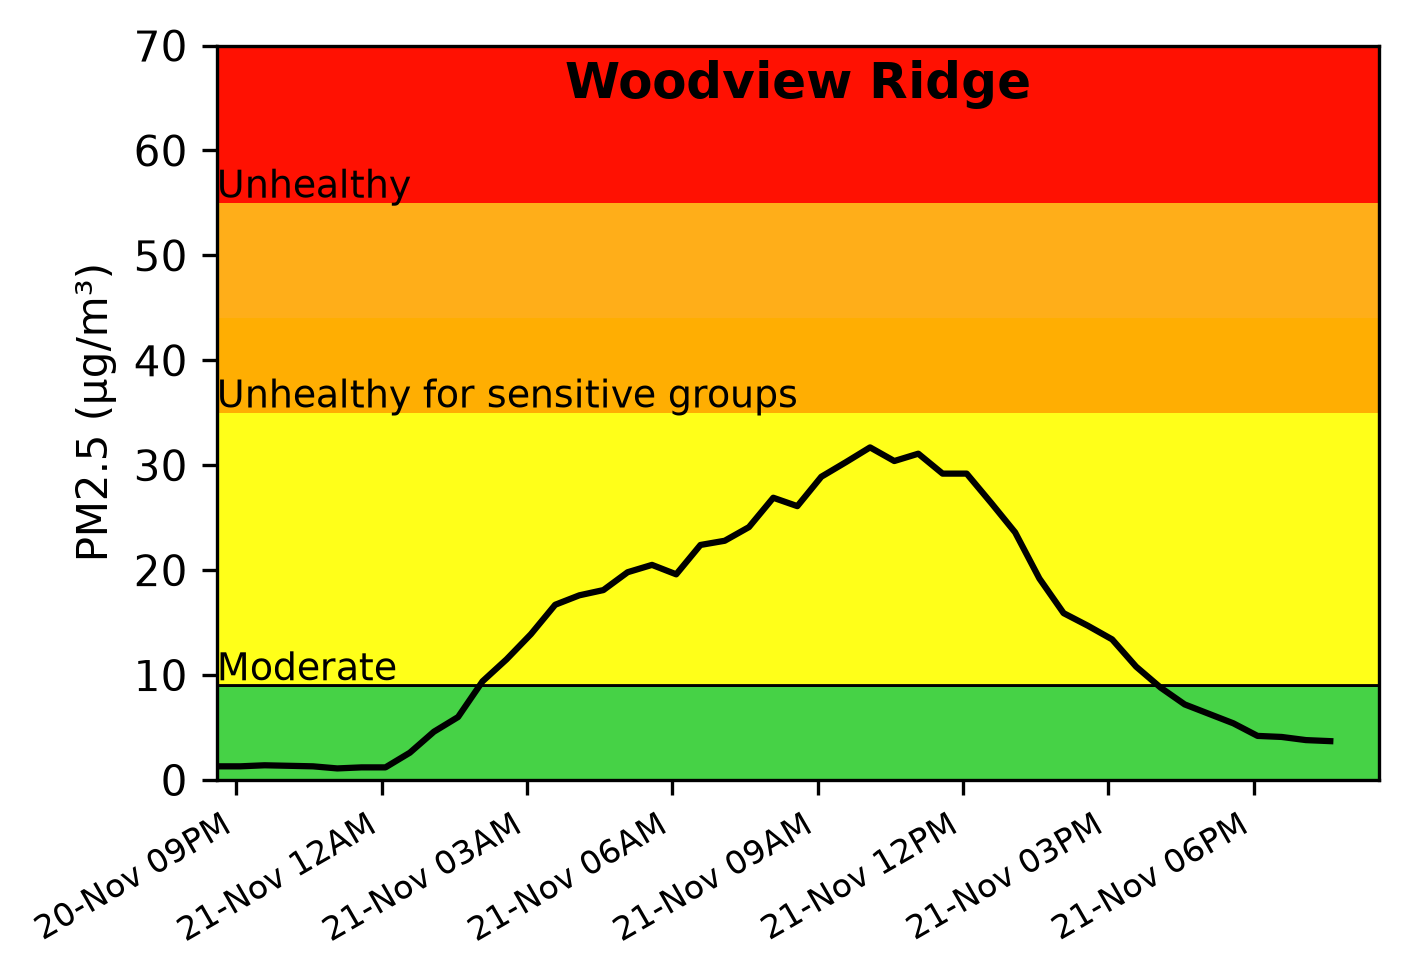 Woodview Ridge
PM2.5 (µg/m³)
70
60
50
40
30
20
10
0
Unhealthy
Unhealthy for sensitive groups
Moderate
20-Nov 09PM
21-Nov 12AM
21-Nov 03AM
21-Nov 06AM
21-Nov 09AM
21-Nov 12PM
21-Nov 03PM
21-Nov 06PM